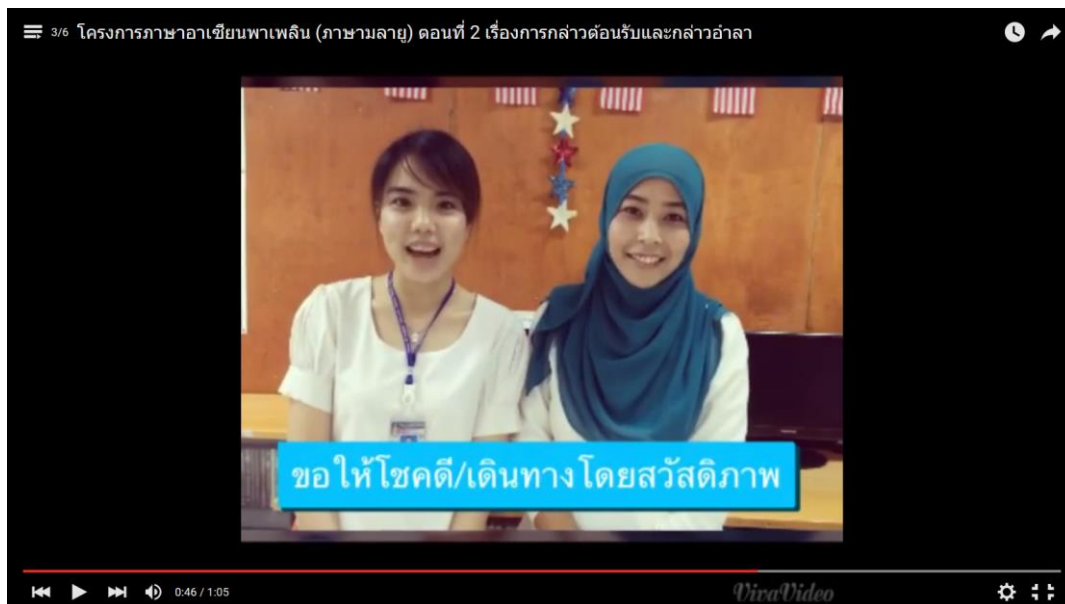 3/6 โครงการภาษาอาเซียนพาเพลิน (ภาษามลายู) ตอนที่ 2 เรื่องการกล่าวต้อนรับและกล่าวอำลา
ขอให้โชคดี/เดินทางโดยสวัสดิภาพ
0:46 / 1:05
VivaVideo